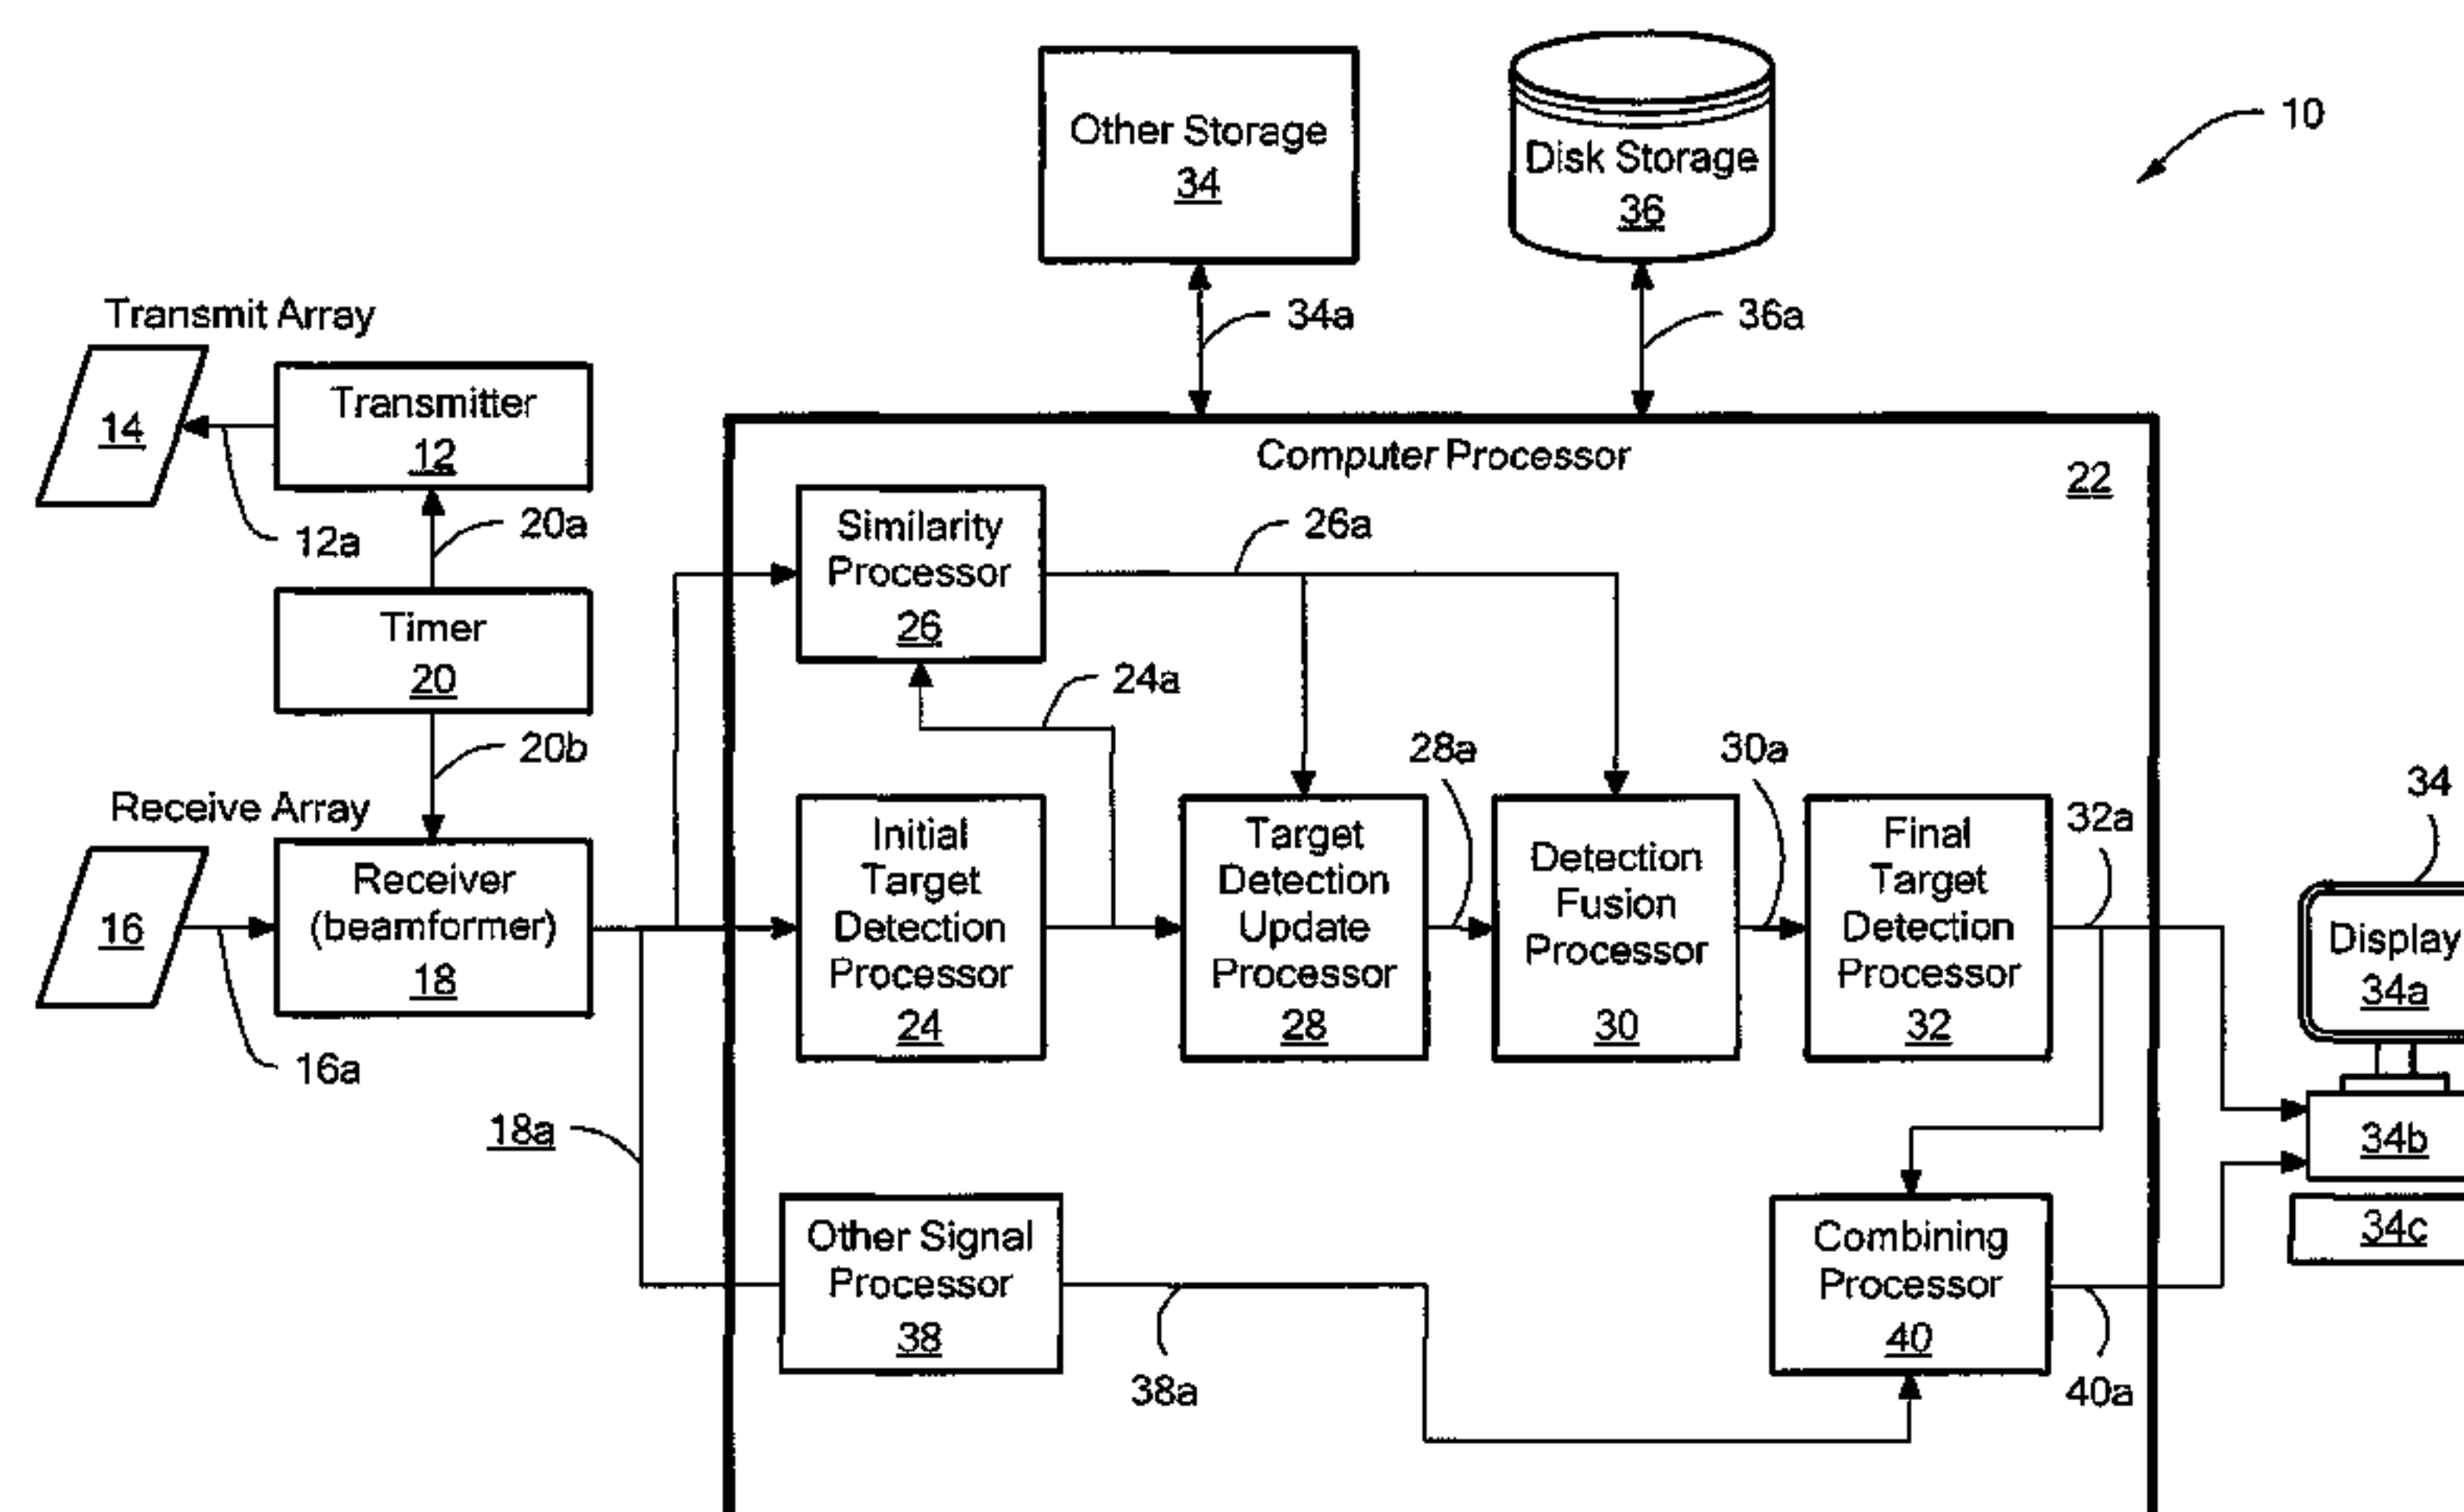 Other Storage
34
Disk Storage
36
10
34a
36a
Transmit Array
14
Transmitter
12
12a
20a
Timer
20
20b
Receive Array
16
Receiver
(beamformer)
18
16a
18a
Computer Processor
22
Similarity
Processor
26
26a
24a
Initial
Target
Detection
Processor
24
Target
Detection
Update
Processor
28
28a
Detection
Fusion
Processor
30
30a
Final
Target
Detection
Processor
32
32a
34
Display
34a
34b
34c
Other Signal
Processor
38
38a
Combining
Processor
40
40a